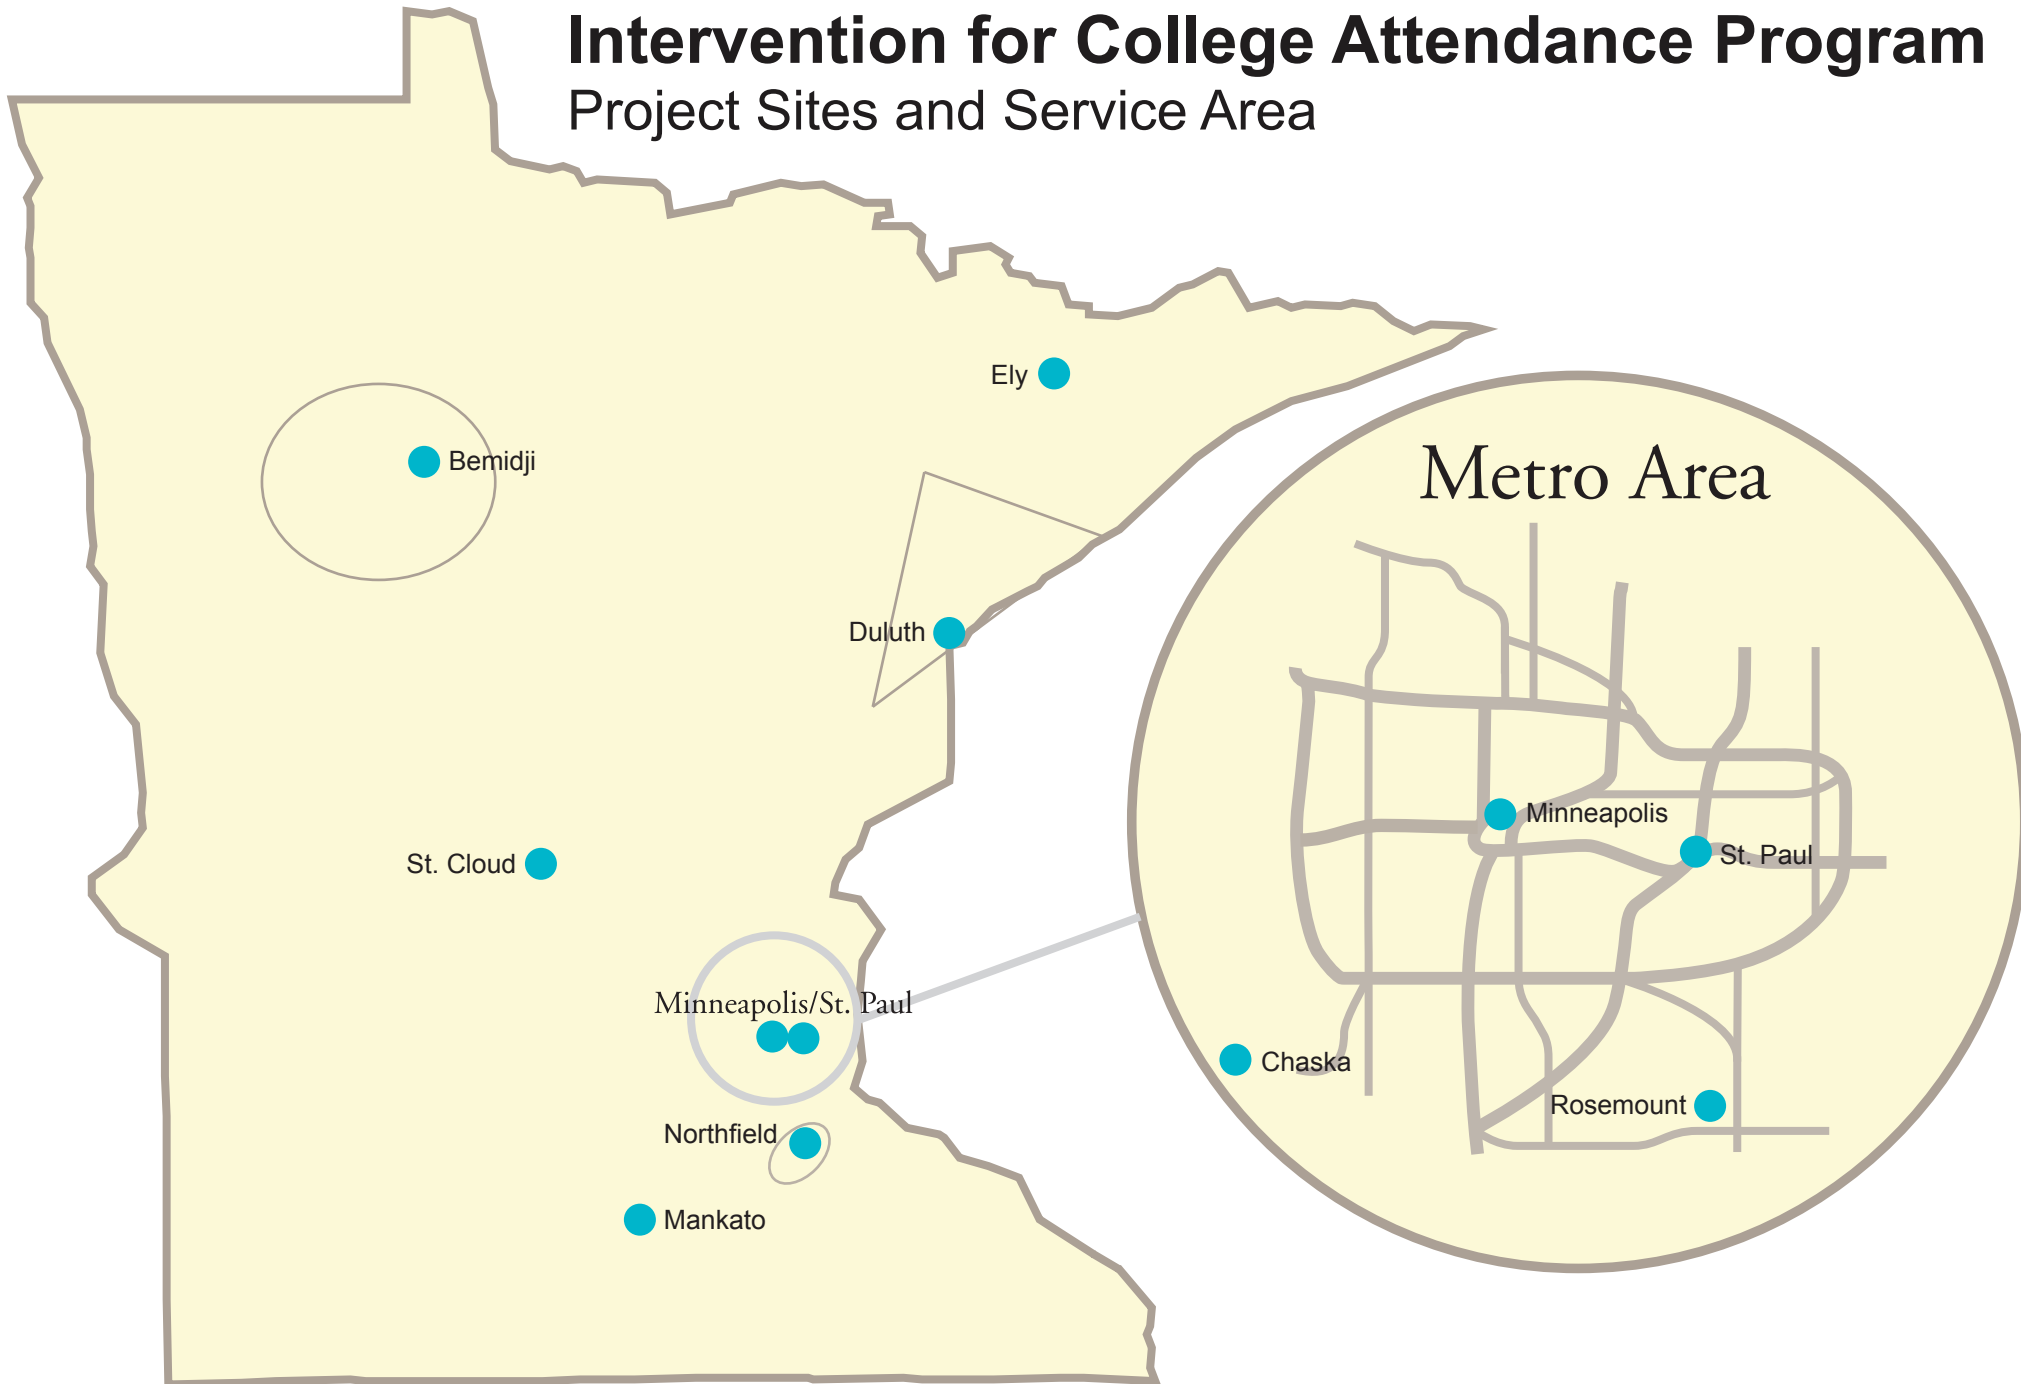 Intervention for College Attendance Program
Project Sites and Service Area
Ely
Bemidji
Metro Area
Duluth
Minneapolis
St. Paul
St. Cloud
Minneapolis/St. Paul
Chaska
Rosemount
Northfield
Mankato